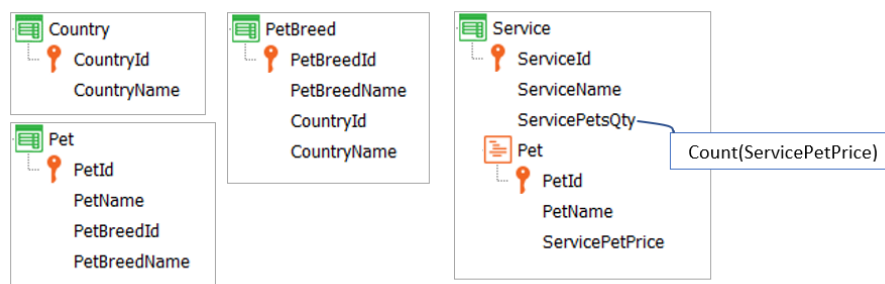 Country
CountryId
CountryName
PetBreed
PetBreedId
PetBreedName
CountryId
CountryName
Service
ServiceId
ServiceName
ServicePetsQty
Count(ServicePetPrice)
Pet
PetId
PetName
ServicePetPrice
Pet
PetId
PetName
PetBreedId
PetBreedName